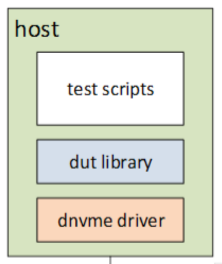 host
test scripts
dut library
dnvme driver